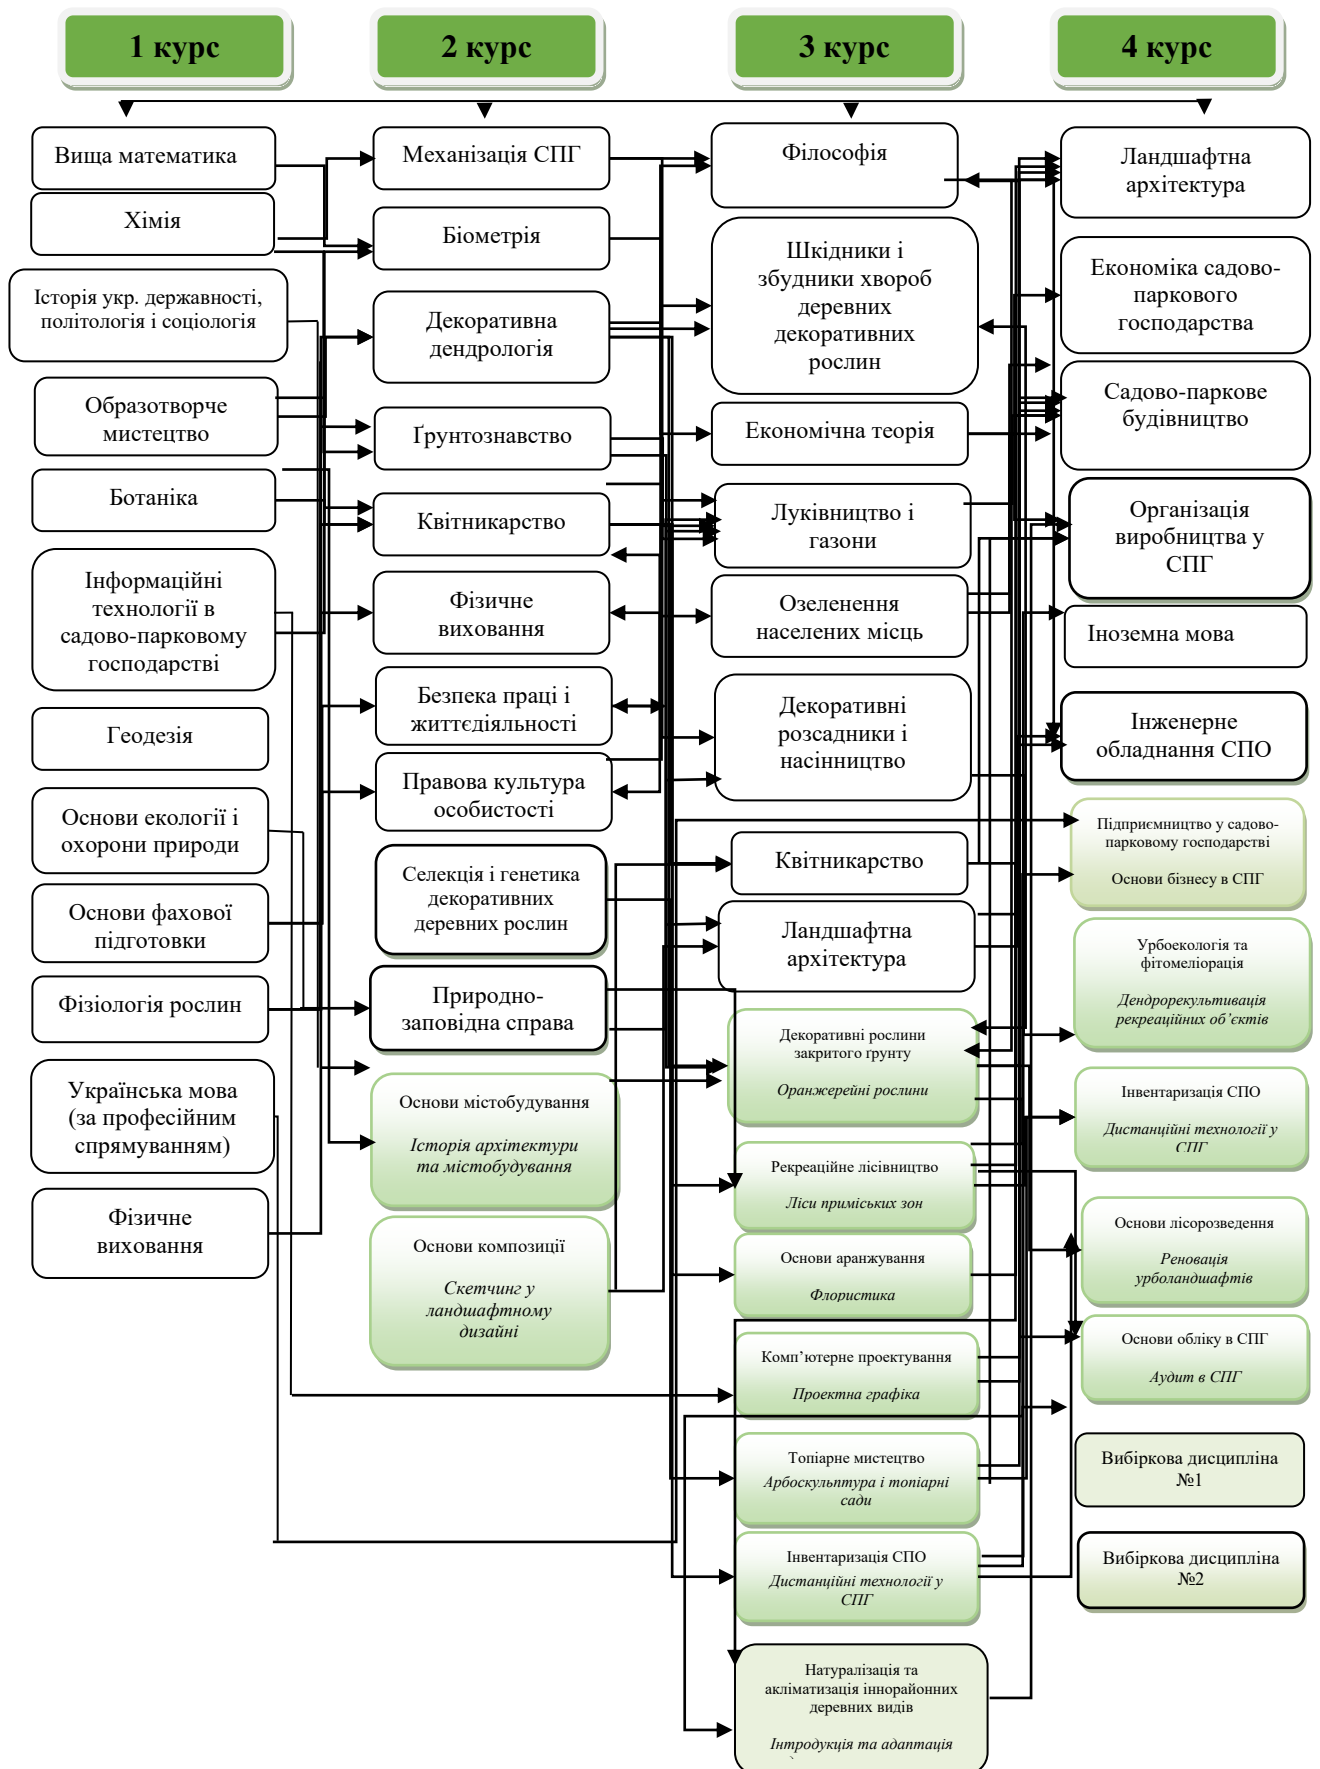 1 курс
2 курс
3 курс
4 курс
Вища математика
Хімія
Історія укр. державності,
політологія і соціологія
Образотворче
мистецтво
Ботаніка
Інформаційні
технології в
садово-парковому
господарстві
Геодезія
Основи екології і
охорони природи
Основи фахової
підготовки
Фізіологія рослин
Українська мова
(за професійним
спрямуванням)
Фізичне
виховання
Механізація СПГ
Біометрія
Декоративна
дендрологія
Ґрунтознавство
Квітникарство
Фізичне
виховання
Безпека праці і
життєдіяльності
Правова культура
особистості
Селекція і генетика
декоративних
деревних рослин
Природно-
заповідна справа
Основи містобудування
Історія архітектури
та містобудування
Основи композиції
Скетчинг у
ландшафтному
дизайні
Філософія
Шкідники і
збудники хвороб
деревних
декоративних
рослин
Економічна теорія
Луківництво і
газони
Озеленення
населених місць
Декоративні
розсадники і
насінництво
Квітникарство
Ландшафтна
архітектура
Декоративні рослини
закритого ґрунту
Оранжерейні рослини
Рекреаційне лісівництво
Ліси приміських зон
Основи аранжування
Флористика
Комп’ютерне проектування
Проектна графіка
Топіарне мистецтво
Арбоскульптура і топіарні
сади
Інвентаризація СПО
Дистанційні технології у
СПГ
Натуралізація та
акліматизація іннорайонних
деревних видів
Інтродукція та адаптація
Ландшафтна
архітектура
Економіка садово-
паркового
господарства
Садово-паркове
будівництво
Організація
виробництва у
СПГ
Іноземна мова
Інженерне
обладнання СПО
Підприємництво у садово-
парковому господарстві
Основи бізнесу в СПГ
Урбоекологія та
фітомеліорація
Дендрорекультивація
рекреаційних об’єктів
Інвентаризація СПО
Дистанційні технології у
СПГ
Основи лісорозведення
Реновація
урболандшафтів
Основи обліку в СПГ
Аудит в СПГ
Вибіркова дисципліна
№1
Вибіркова дисципліна
№2